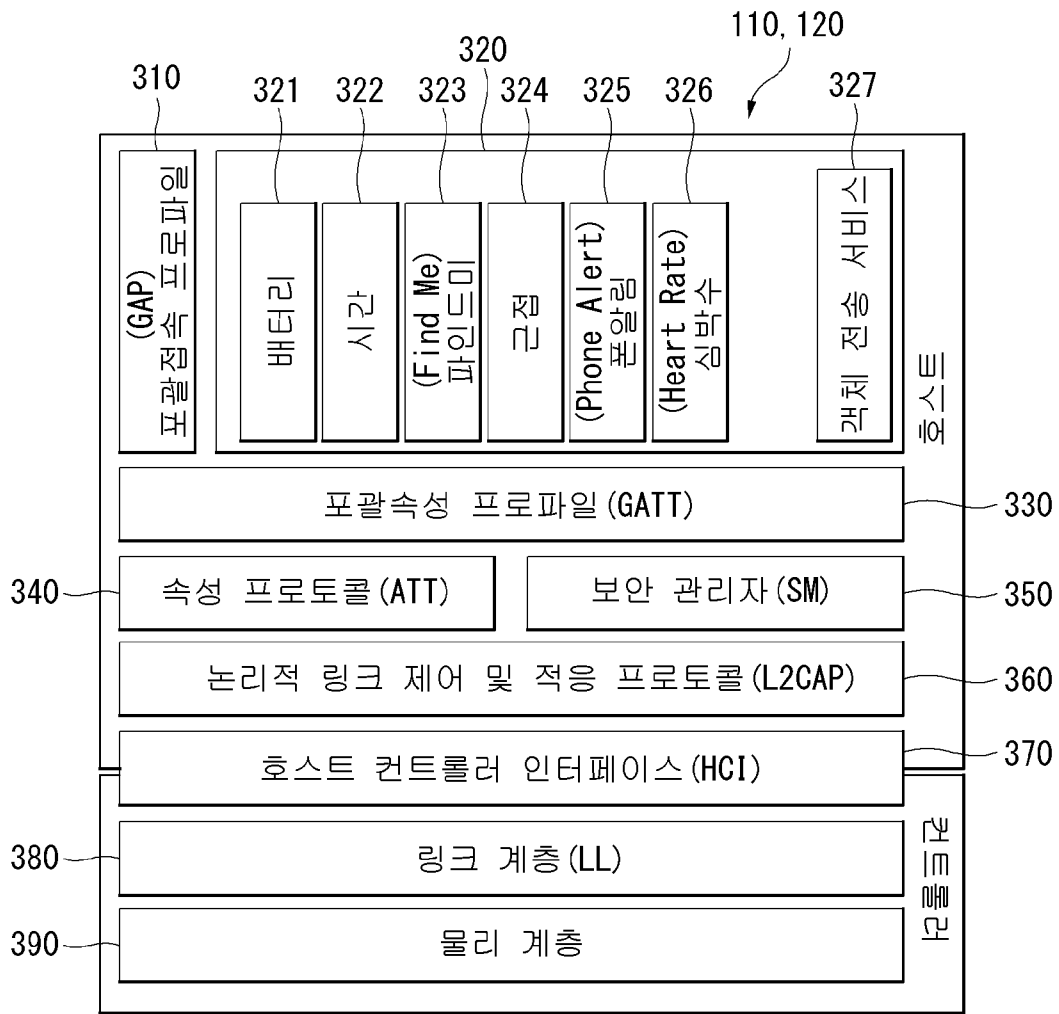 110, 120
320
310
321
322
323
324
325
326
327
포괄접속 프로파일
(GAP)
배터리
시간
파인드미
(Find Me)
근접
폰알림
(Phone Alert)
심박수
(Heart Rate)
객체 전송 서비스
호스트
포괄속성 프로파일(GATT)
330
340
속성 프로토콜(ATT)
보안 관리자(SM)
350
논리적 링크 제어 및 적응 프로토콜(L2CAP)
360
호스트 컨트롤러 인터페이스(HCI)
370
컨트롤러
380
링크 계층(LL)
390
물리 계층